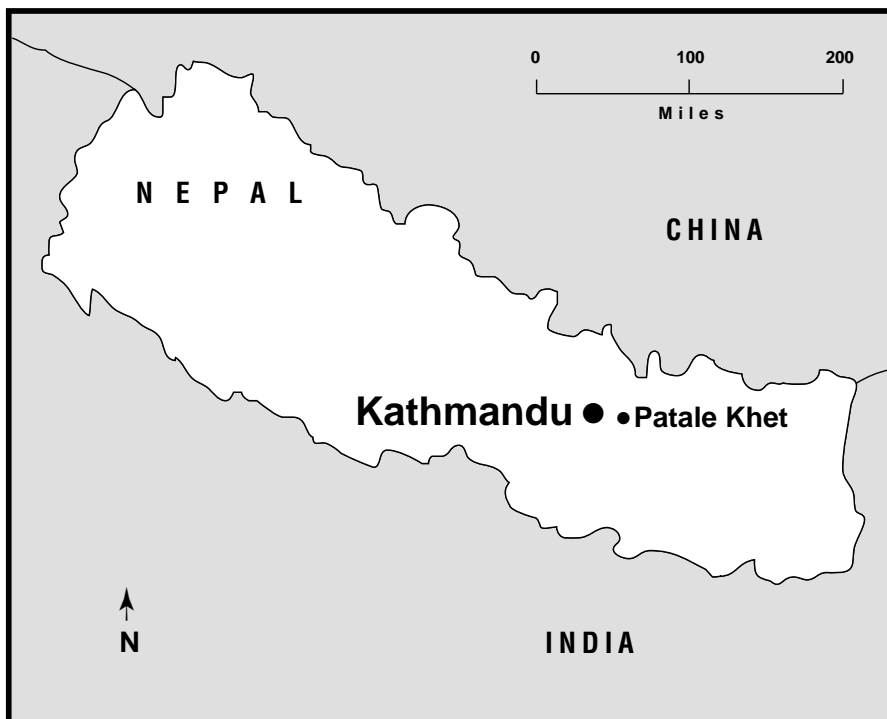 0 100 200
Miles
NEPAL
CHINA
Kathmandu
Patale Khet
N
INDIA